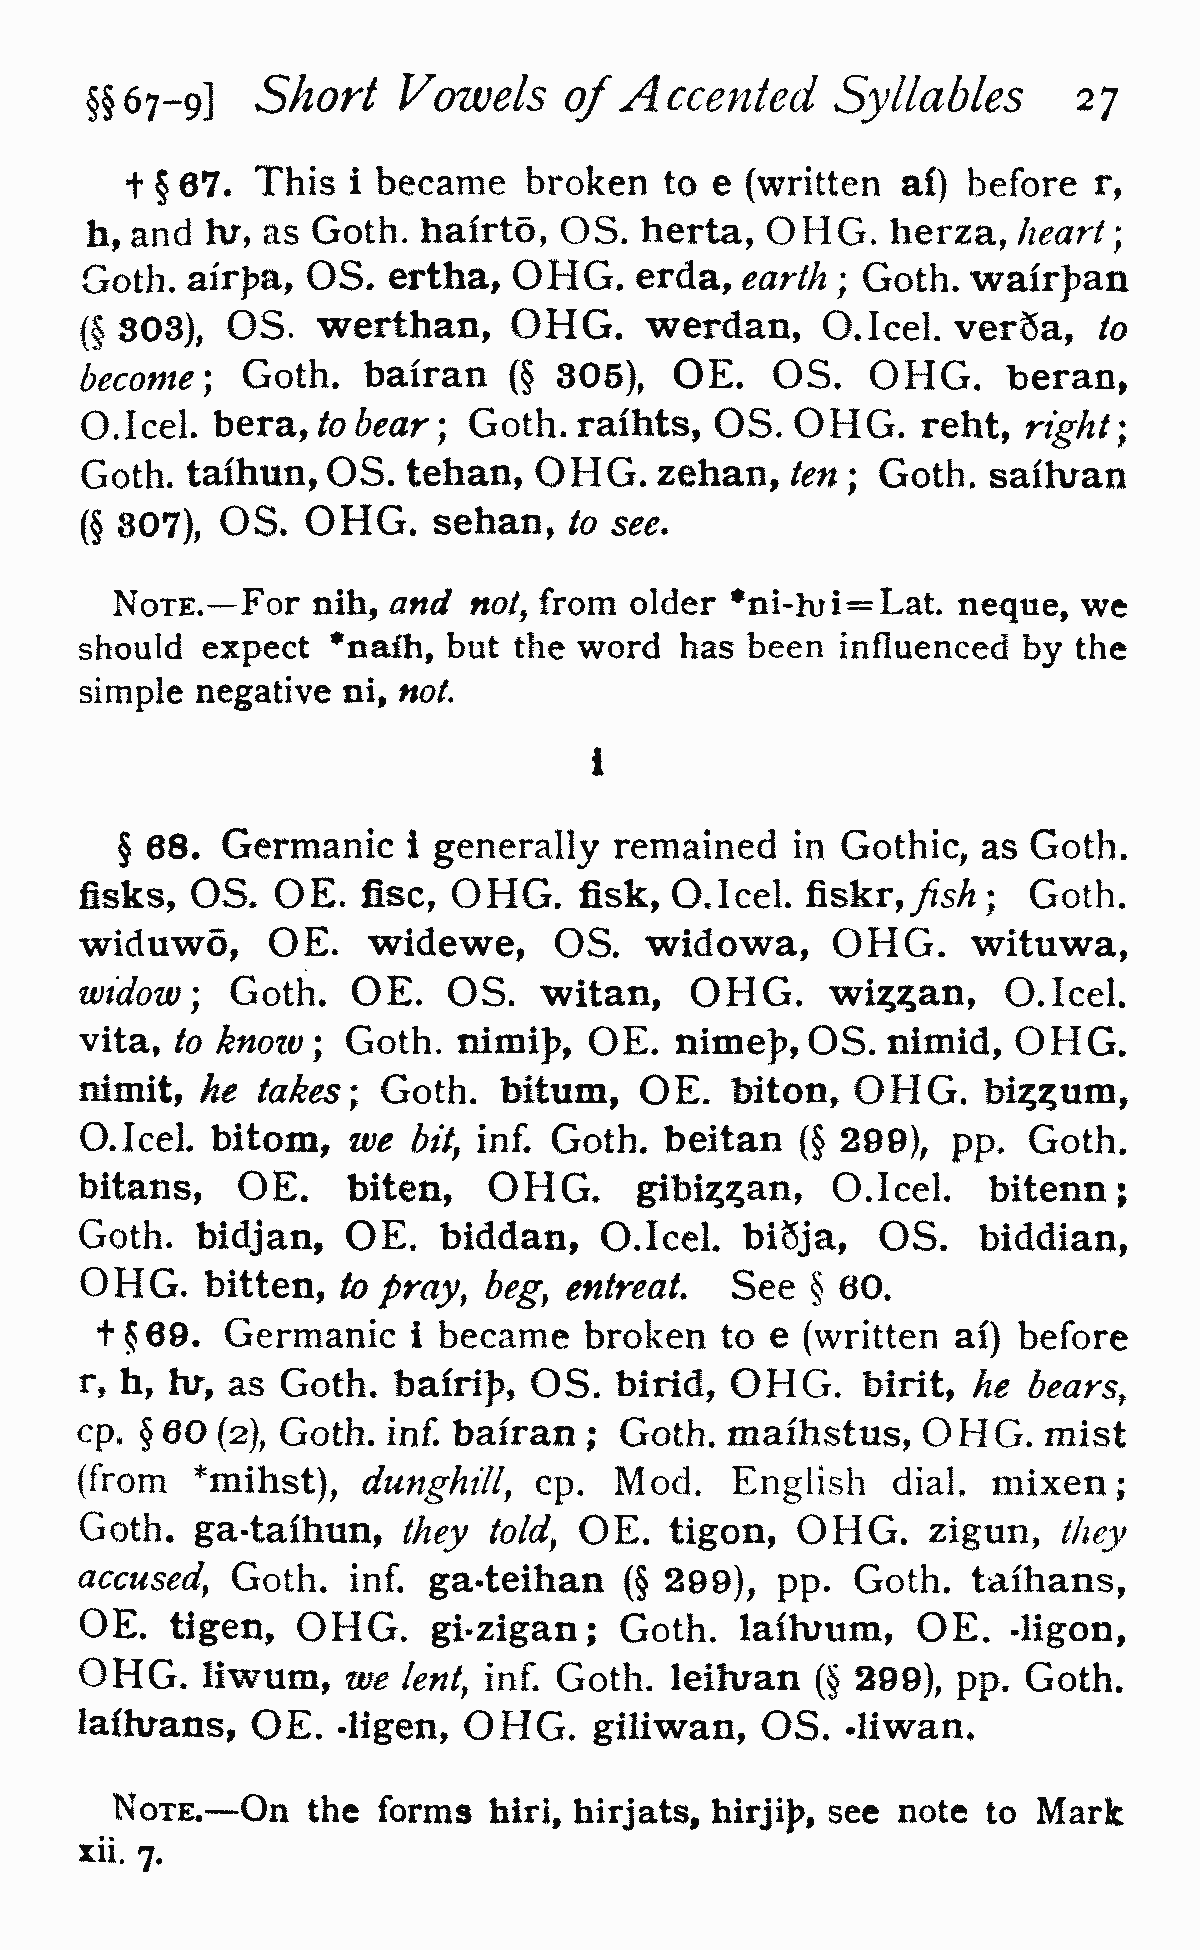 §§ 67–9] Short Vowels of Accented Syllables 27
† § 67. This i became broken to e (written aí) before r,
h, and ƕ, as Goth. haírtō, OS. herta, OHG. herza, heart;
Goth. aírþa, OS. ertha, OHG. erda, earth; Goth. waírþan
(§ 303), OS. werthan, OHG. werdan, O.Icel. verða, to
become; Goth. baíran (§ 305), OE. OS. OHG. beran,
O.Icel. bera, to bear; Goth. raíhts, OS. OHG. reht, right;
Goth. taíhun, OS. tehan, OHG. zehan, ten; Goth. saíƕan
(§ 307), OS. OHG. sehan, to see.
NOTE.—For nih, and not, from older *ni-ƕi=Lat. neque, we
should expect *naíh, but the word has been influenced by the
simple negative ni, not.
i
§ 68. Germanic i generally remained in Gothic, as Goth.
fisks, OS. OE. fisc, OHG. fisk, O.Icel. fiskr, fish; Goth.
widuwō, OE. widewe, OS. widowa, OHG. wituwa,
widow; Goth. OE. OS. witan, OHG. wiʒʒan, O.Icel.
vita, to know; Goth. nimiþ, OE. nimeþ, OS. nimid, OHG.
nimit, he takes; Goth. bitum, OE. biton, OHG. biʒʒum,
O.Icel. bitom, we bit, inf. Goth. beitan (§ 299), pp. Goth.
bitans, OE. biten, OHG. gibiʒʒan, O.Icel. bitenn;
Goth. bidjan, OE. biddan, O.Icel. biðja, OS. biddian,
OHG. bitten, to pray, beg, entreat. See § 60.
† § 69. Germanic i became broken to e (written aí) before
r, h, ƕ, as Goth. baíriþ, OS. birid, OHG. birit, he bears,
cp. § 60 (2), Goth. inf. baíran; Goth. maíhstus, OHG. mist
(from *mihst), dunghill, cp. Mod. English dial. mixen;
Goth. ga-taíhun, they told, OE. tigon, OHG. zigun, they
accused, Goth. inf. ga-teihan (§ 299), pp. Goth. taíhans,
OE. tigen, OHG. gi-zigan; Goth. laíƕum, OE. -ligon,
OHG. liwum, we lent, inf. Goth. leiƕan (§ 299), pp. Goth.
laíƕans, OE. -ligen, OHG. giliwan, OS. -liwan.
NOTE.—On the forms hiri, hirjats, hirjiþ, see note to Mark
xii. 7.